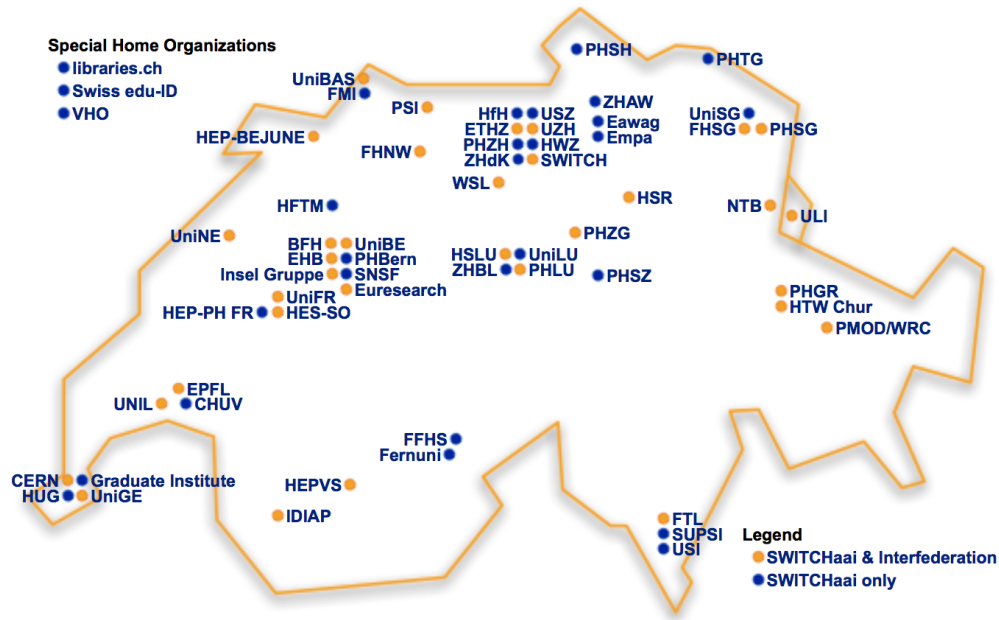 Special Home Organizations
libraries.ch
Swiss edu-ID
VHO
PHSH
PHTG
UniBAS
FMI
PSI
HEP-BEJUNE
FHNW
HfH USZ
ETHZ UZH
PHZH HWZ
ZHdK SWITCH
ZHAW
Eawag
Empa
UniSG
FHSG PHSG
WSL
HSR
HFTM
NTB
ULI
UniNE
PHZG
BFH UniBE
EHB PHBern
Insel Gruppe SNSF
Euresearch
HSLU UniLU
ZHBL PHLU
PHSZ
UniFR
HEP-PH FR HES-SO
PHGR
HTW Chur
PMOD/WRC
EPFL
UNIL CHUV
FFHS
Fernuni
CERN Graduate Institute
HUG UniGE
HEPVS
IDIAP
FTL
SUPSI
USI
Legend
SWITCHaai & Interfederation
SWITCHaai only